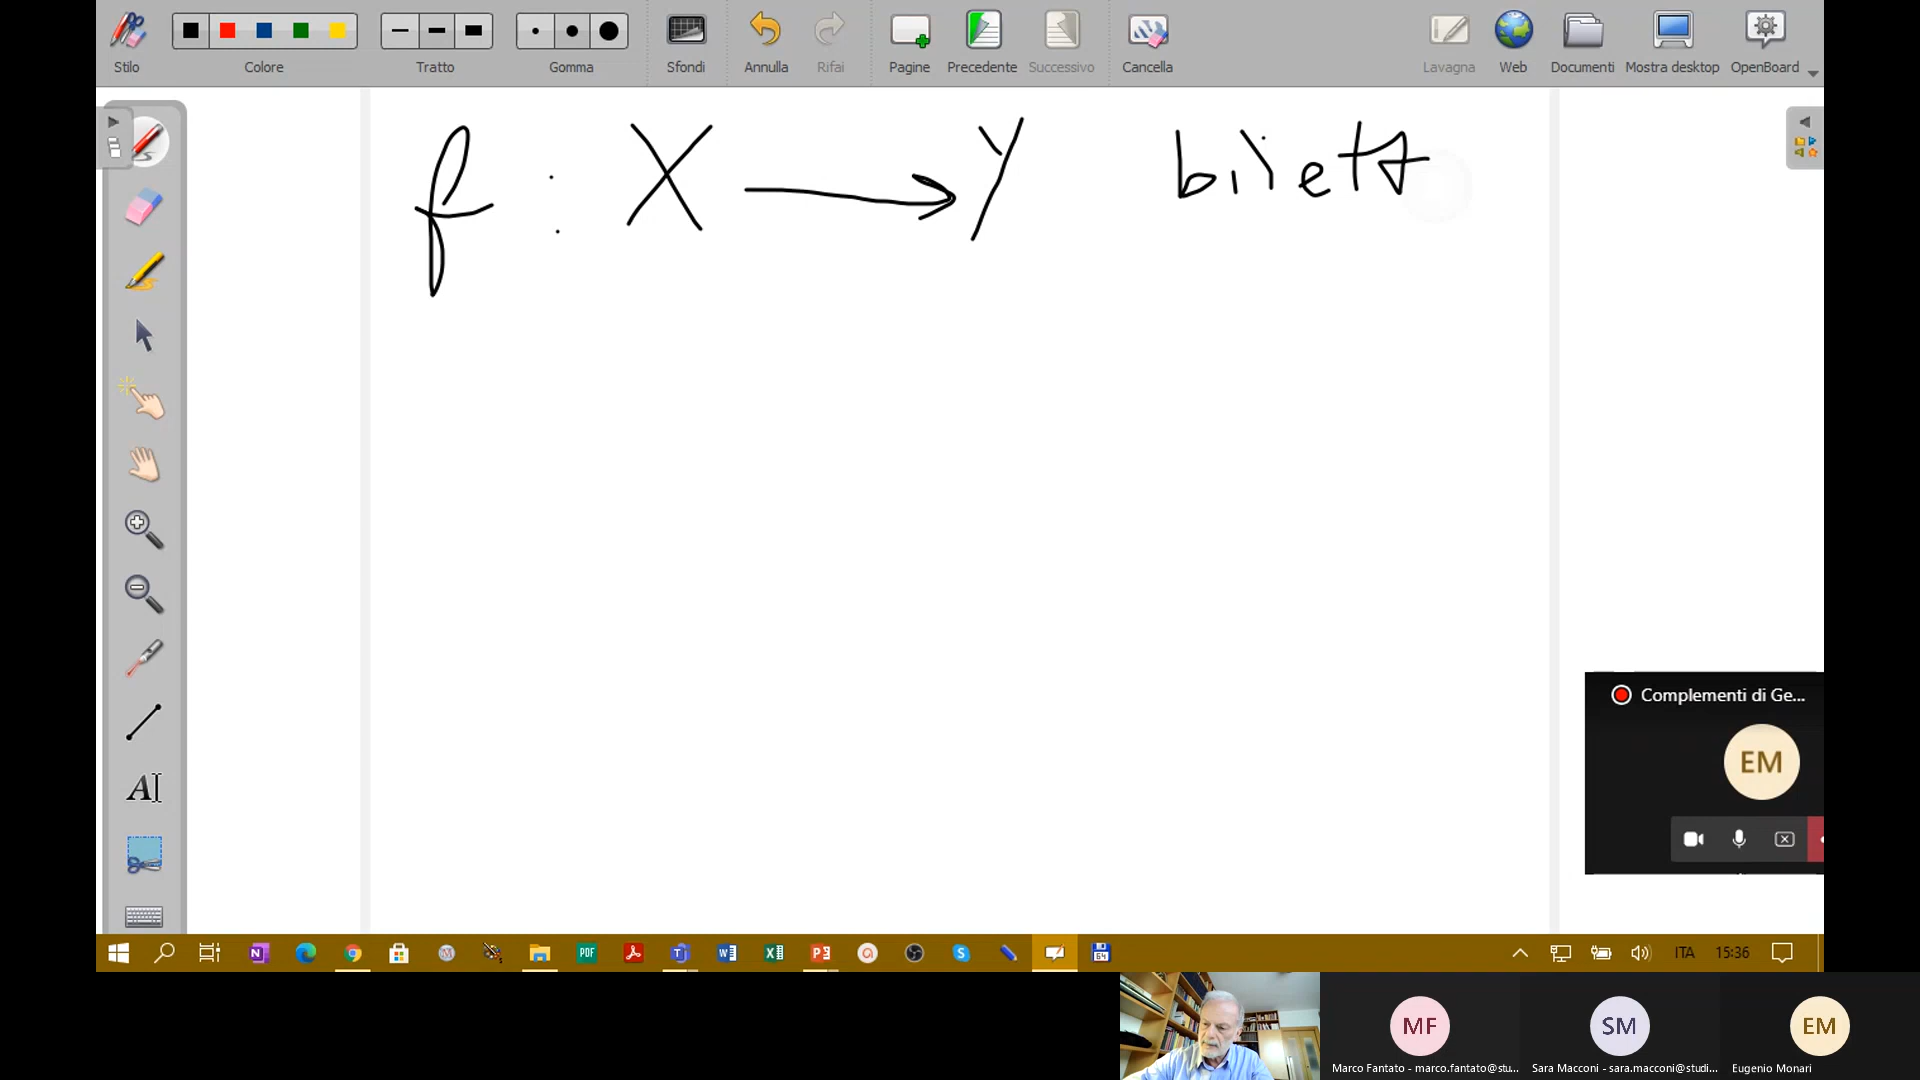 Stilo Colore Tratto Gomma Sfondi Annulla Rifai Pagine Precedente Successivo Cancella Lavagna Web Documenti Mostra desktop OpenBoard
f : X → Y biiett
A
Complementi di Ge...
EM
ITA 15:36
MF SM EM
Marco Fantato - marco.fantato@stu... Sara Macconi - sara.macconi@studi... Eugenio Monari